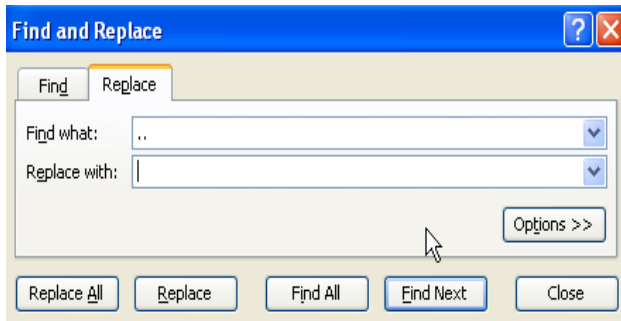 Find and Replace
Find Replace
Find what: ..
Replace with:
Options >>
Replace All Replace Find All Find Next Close